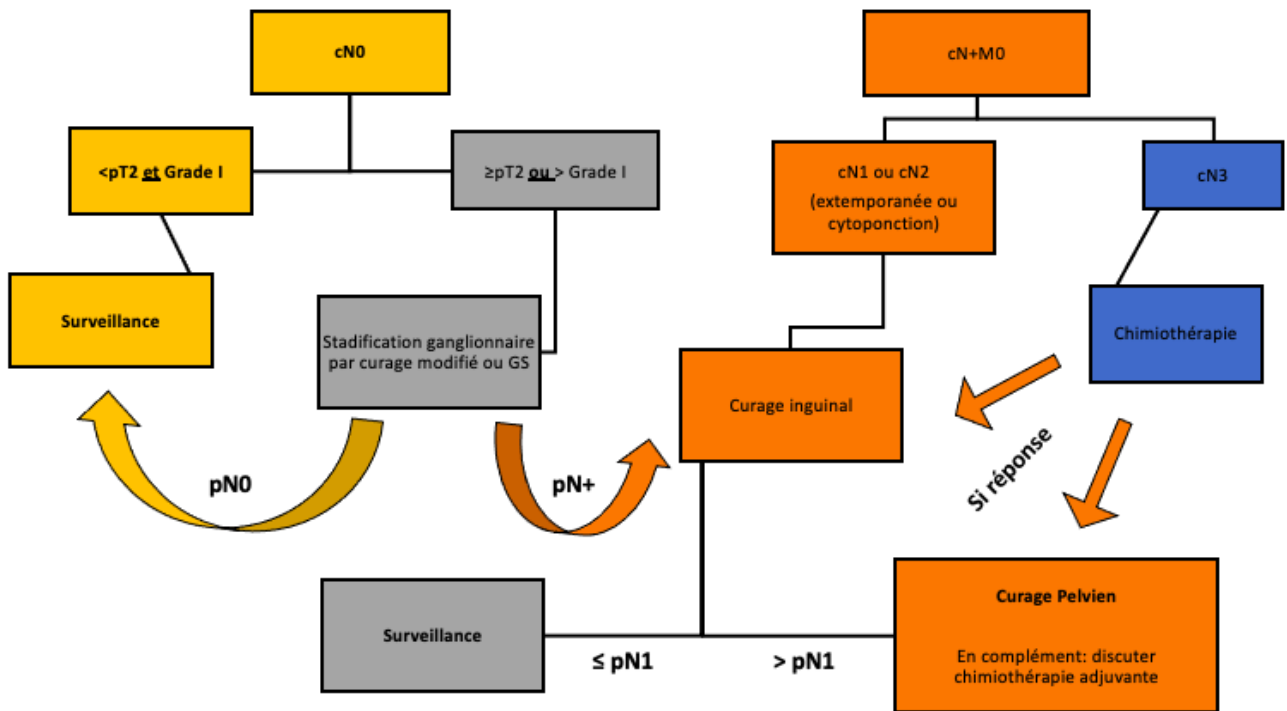 cN0
cN+M0
<pT2 et Grade I
≥pT2 ou > Grade I
cN1 ou cN2
(extemporanée ou
cytoponction)
cN3
Surveillance
Stadification ganglionnaire
par curage modifié ou GS
Curage inguinal
Chimiothérapie
pN0
pN+
Si réponse
Surveillance
≤ pN1
> pN1
Curage Pelvien
En complément: discuter
chimiothérapie adjuvante